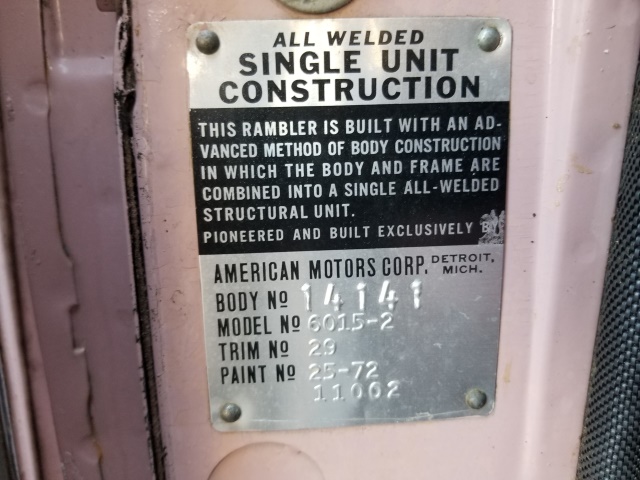 ALL WELDED
SINGLE UNIT
CONSTRUCTION
THIS RAMBLER IS BUILT WITH AN AD-
VANCED METHOD OF BODY CONSTRUCTION
IN WHICH THE BODY AND FRAME ARE
COMBINED INTO A SINGLE ALL-WELDED
STRUCTURAL UNIT.
PIONEERED AND BUILT EXCLUSIVELY BY
AMERICAN MOTORS CORP. DETROIT, MICH.
BODY Nº 14141
MODEL Nº 6015-2
TRIM Nº 29
PAINT Nº 25-72
11002